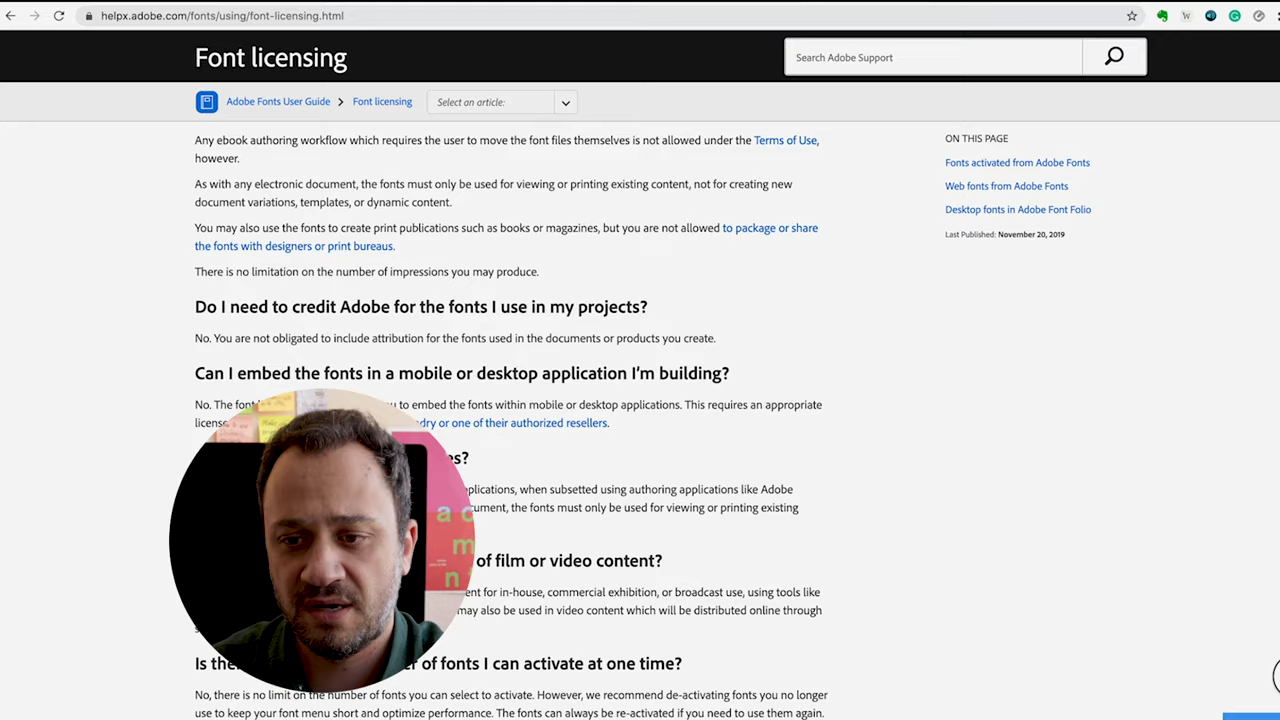 helpx.adobe.com/fonts/using/font-licensing.html
Font licensing
Search Adobe Support
Adobe Fonts User Guide
Font licensing
Select an article:
Any ebook authoring workflow which requires the user to move the font files themselves is not allowed under the Terms of Use,
however.
As with any electronic document, the fonts must only be used for viewing or printing existing content, not for creating new
document variations, templates, or dynamic content.
You may also use the fonts to create print publications such as books or magazines, but you are not allowed to package or share
the fonts with designers or print bureaus.
There is no limitation on the number of impressions you may produce.
Do I need to credit Adobe for the fonts I use in my projects?
No. You are not obligated to include attribution for the fonts used in the documents or products you create.
Can I embed the fonts in a mobile or desktop application I'm building?
No. The font to embed the fonts within mobile or desktop applications. This requires an appropriate
license or one of their authorized resellers.
when subsetted using authoring applications like Adobe
the fonts must only be used for viewing or printing existing
of film or video content?
for in-house, commercial exhibition, or broadcast use, using tools like
may also be used in video content which will be distributed online through
Is of fonts I can activate at one time?
No, there is no limit on the number of fonts you can select to activate. However, we recommend de-activating fonts you no longer
use to keep your font menu short and optimize performance. The fonts can always be re-activated if you need to use them again.
ON THIS PAGE
Fonts activated from Adobe Fonts
Web fonts from Adobe Fonts
Desktop fonts in Adobe Font Folio
Last Published: November 20, 2019